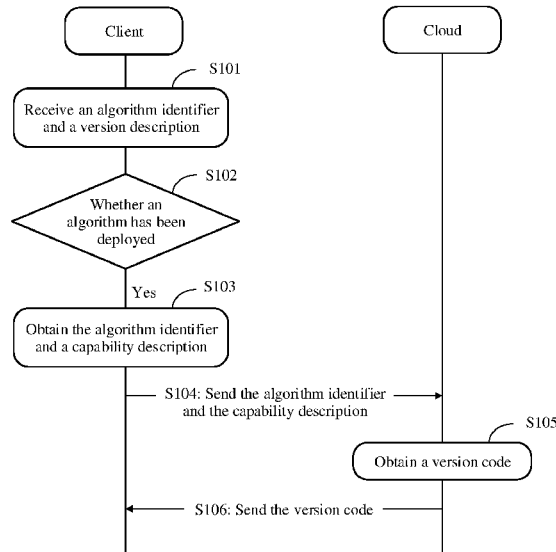 Client
Cloud
S101
Receive an algorithm identifier
and a version description
S102
Whether an
algorithm has been
deployed
Yes
S103
Obtain the algorithm identifier
and a capability description
S104: Send the algorithm identifier
and the capability description
S105
Obtain a version code
S106: Send the version code